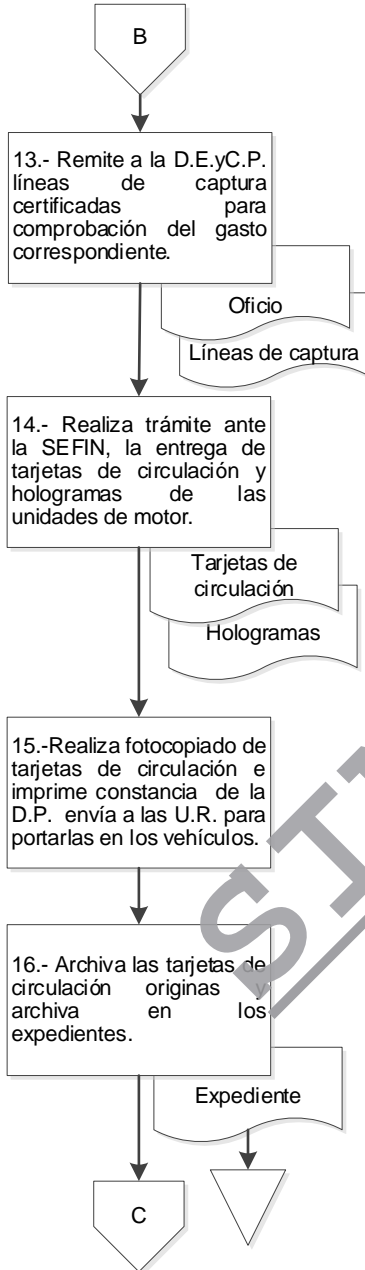 B
13.- Remite a la D.E.yC.P.
líneas de captura
certificadas para
comprobación del gasto
correspondiente.
Oficio
Líneas de captura
14.- Realiza trámite ante
la SEFIN, la entrega de
tarjetas de circulación y
hologramas de las
unidades de motor.
Tarjetas de
circulación
Hologramas
15.-Realiza fotocopiado de
tarjetas de circulación e
imprime constancia de la
D.P. envía a las U.R. para
portarlas en los vehículos.
16.- Archiva las tarjetas de
circulación originas y
archiva en los
expedientes.
Expediente
C